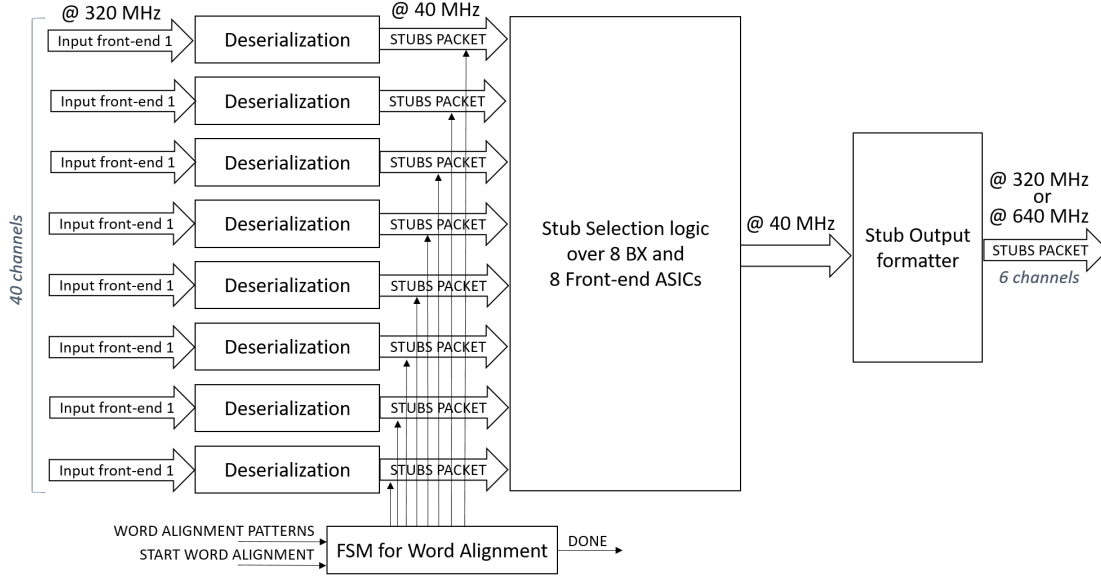 @ 320 MHz
@ 40 MHz
Input front-end 1
Deserialization
STUBS PACKET
Input front-end 1
Deserialization
STUBS PACKET
Input front-end 1
Deserialization
STUBS PACKET
Input front-end 1
Deserialization
STUBS PACKET
Input front-end 1
Deserialization
STUBS PACKET
Input front-end 1
Deserialization
STUBS PACKET
Input front-end 1
Deserialization
STUBS PACKET
Input front-end 1
Deserialization
STUBS PACKET
40 channels
Stub Selection logic
over 8 BX and
8 Front-end ASICs
@ 40 MHz
Stub Output
formatter
@ 320 MHz
or
@ 640 MHz
STUBS PACKET
6 channels
WORD ALIGNMENT PATTERNS
START WORD ALIGNMENT
FSM for Word Alignment
DONE